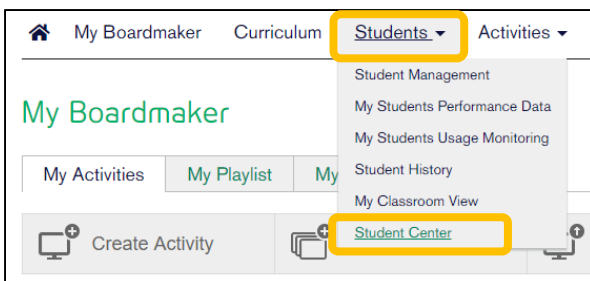 My Boardmaker Curriculum Students Activities
Student Management
My Boardmaker
My Students Performance Data
My Students Usage Monitoring
My Activities My Playlist My
Student History
My Classroom View
Create Activity
Student Center